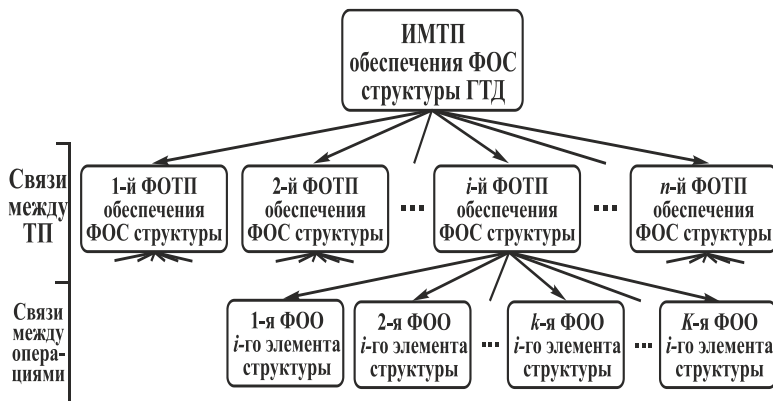 ИМТП
обеспечения ФОС
структуры ГТД
Связи
между
ТП
1-й ФОТП
обеспечения
ФОС структуры
2-й ФОТП
обеспечения
ФОС структуры
...
i-й ФОТП
обеспечения
ФОС структуры
...
n-й ФОТП
обеспечения
ФОС структуры
Связи
между
опера-
циями
1-я ФОО
i-го элемента
структуры
2-я ФОО
i-го элемента
структуры
...
k-я ФОО
i-го элемента
структуры
...
K-я ФОО
i-го элемента
структуры